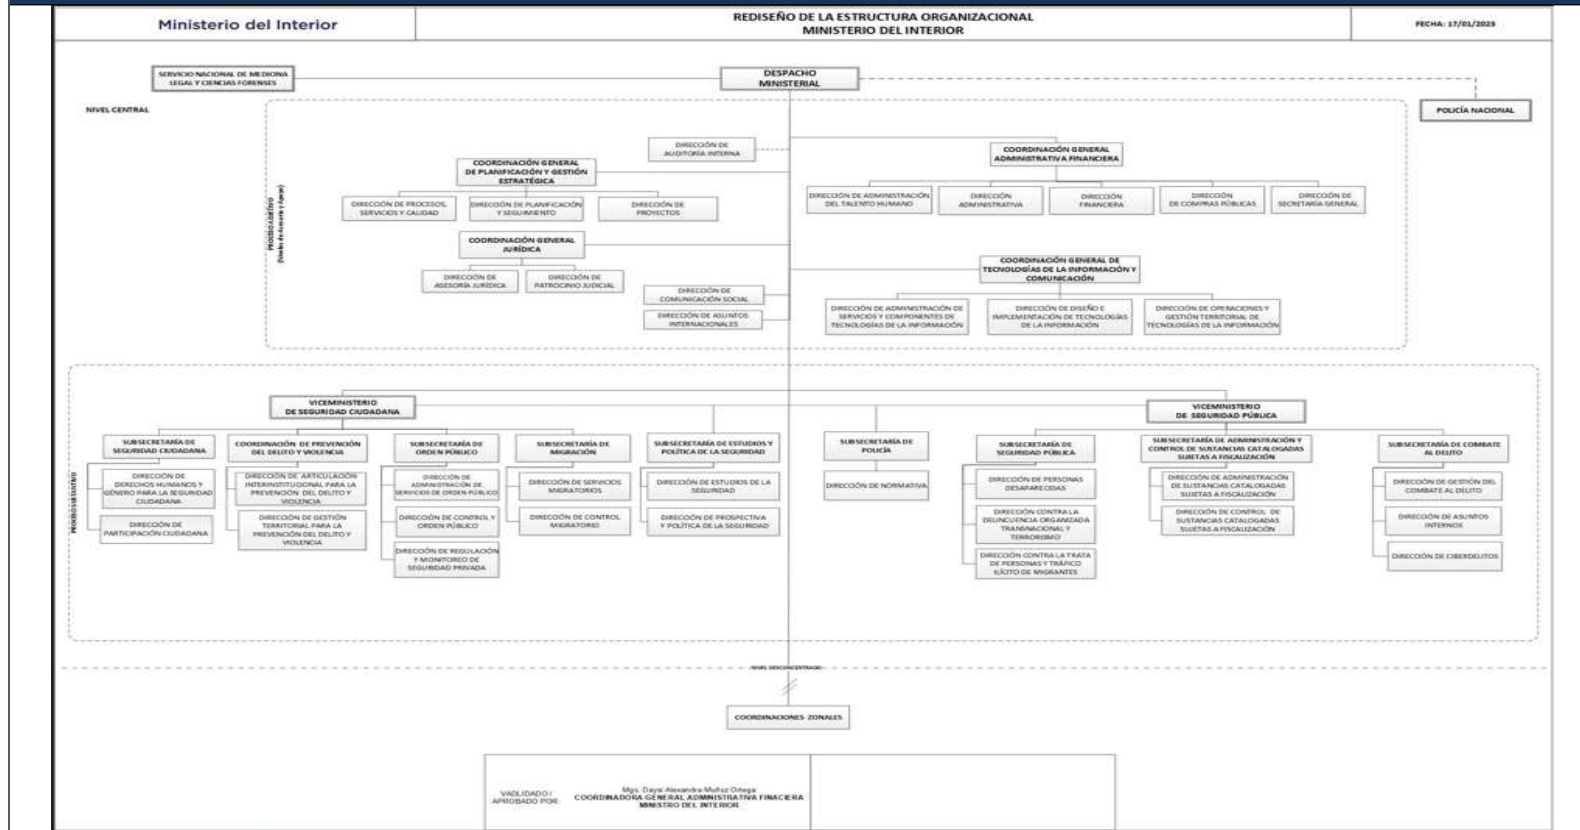 Ministerio del Interior
REDISEÑO DE LA ESTRUCTURA ORGANIZACIONAL
MINISTERIO DEL INTERIOR
FECHA: 17/01/2023
SERVICIO NACIONAL DE MEDICINA
LEGAL Y CIENCIAS FORENSES
DESPACHO
MINISTERIAL
POLICÍA NACIONAL
NIVEL CENTRAL
PROCESO ADJETIVO
(Niveles de Asesoría y Apoyo)
DIRECCIÓN DE
AUDITORÍA INTERNA
COORDINACIÓN GENERAL
DE PLANIFICACIÓN Y GESTIÓN
ESTRATÉGICA
DIRECCIÓN DE PROCESOS,
SERVICIOS Y CALIDAD
DIRECCIÓN DE PLANIFICACIÓN
Y SEGUIMIENTO
DIRECCIÓN DE
PROYECTOS
COORDINACIÓN GENERAL
JURÍDICA
DIRECCIÓN DE
ASESORÍA JURÍDICA
DIRECCIÓN DE
PATROCINIO JUDICIAL
DIRECCIÓN DE
COMUNICACIÓN SOCIAL
DIRECCIÓN DE ASUNTOS
INTERNACIONALES
COORDINACIÓN GENERAL
ADMINISTRATIVA FINANCIERA
DIRECCIÓN DE ADMINISTRACIÓN
DEL TALENTO HUMANO
DIRECCIÓN
ADMINISTRATIVA
DIRECCIÓN
FINANCIERA
DIRECCIÓN
DE COMPRAS PÚBLICAS
DIRECCIÓN DE
SECRETARÍA GENERAL
COORDINACIÓN GENERAL DE
TECNOLOGÍAS DE LA INFORMACIÓN Y
COMUNICACIÓN
DIRECCIÓN DE ADMINISTRACIÓN DE
SERVICIOS Y COMPONENTES DE
TECNOLOGÍAS DE LA INFORMACIÓN
DIRECCIÓN DE DISEÑO E
IMPLEMENTACIÓN DE TECNOLOGÍAS
DE LA INFORMACIÓN
DIRECCIÓN DE OPERACIONES Y
GESTIÓN TERRITORIAL DE
TECNOLOGÍAS DE LA INFORMACIÓN
PROCESO SUSTANTIVO
VICEMINISTERIO
DE SEGURIDAD CIUDADANA
VICEMINISTERIO
DE SEGURIDAD PÚBLICA
SUBSECRETARÍA DE
SEGURIDAD CIUDADANA
DIRECCIÓN DE
DERECHOS HUMANOS Y
GÉNERO PARA LA SEGURIDAD
CIUDADANA
DIRECCIÓN DE
PARTICIPACIÓN CIUDADANA
COORDINACIÓN DE PREVENCIÓN
DEL DELITO Y VIOLENCIA
DIRECCIÓN DE ARTICULACIÓN
INTERINSTITUCIONAL PARA LA
PREVENCIÓN DEL DELITO Y
VIOLENCIA
DIRECCIÓN DE GESTIÓN
TERRITORIAL PARA LA
PREVENCIÓN DEL DELITO Y
VIOLENCIA
SUBSECRETARÍA DE
ORDEN PÚBLICO
DIRECCIÓN DE
ADMINISTRACIÓN DE
SERVICIOS DE ORDEN PÚBLICO
DIRECCIÓN DE CONTROL Y
ORDEN PÚBLICO
DIRECCIÓN DE REGULACIÓN
Y MONITOREO DE
SEGURIDAD PRIVADA
SUBSECRETARÍA DE
MIGRACIÓN
DIRECCIÓN DE SERVICIOS
MIGRATORIOS
DIRECCIÓN DE CONTROL
MIGRATORIO
SUBSECRETARÍA DE ESTUDIOS Y
POLÍTICA DE LA SEGURIDAD
DIRECCIÓN DE ESTUDIOS DE LA
SEGURIDAD
DIRECCIÓN DE PROSPECTIVA
Y POLÍTICA DE LA SEGURIDAD
SUBSECRETARÍA DE
POLICÍA
DIRECCIÓN DE NORMATIVA
SUBSECRETARÍA DE
SEGURIDAD PÚBLICA
DIRECCIÓN DE PERSONAS
DESAPARECIDAS
DIRECCIÓN CONTRA LA
DELINCUENCIA ORGANIZADA
TRANSNACIONAL Y
TERRORISMO
DIRECCIÓN CONTRA LA TRATA
DE PERSONAS Y TRÁFICO
ILÍCITO DE MIGRANTES
SUBSECRETARÍA DE ADMINISTRACIÓN Y
CONTROL DE SUSTANCIAS CATALOGADAS
SUJETAS A FISCALIZACIÓN
DIRECCIÓN DE ADMINISTRACIÓN
DE SUSTANCIAS CATALOGADAS
SUJETAS A FISCALIZACIÓN
DIRECCIÓN DE CONTROL DE
SUSTANCIAS CATALOGADAS
SUJETAS A FISCALIZACIÓN
SUBSECRETARÍA DE COMBATE
AL DELITO
DIRECCIÓN DE GESTIÓN DEL
COMBATE AL DELITO
DIRECCIÓN DE ASUNTOS
INTERNOS
DIRECCIÓN DE CIBERDELITOS
NIVEL DESCONCENTRADO
COORDINACIONES ZONALES
VADLIDADO /
APROBADO POR:
Mgs. Daysi Alexandra Muñoz Ortega
COORDINADORA GENERAL ADMINISTRATIVA FINACIERA
MINISTRO DEL INTERIOR